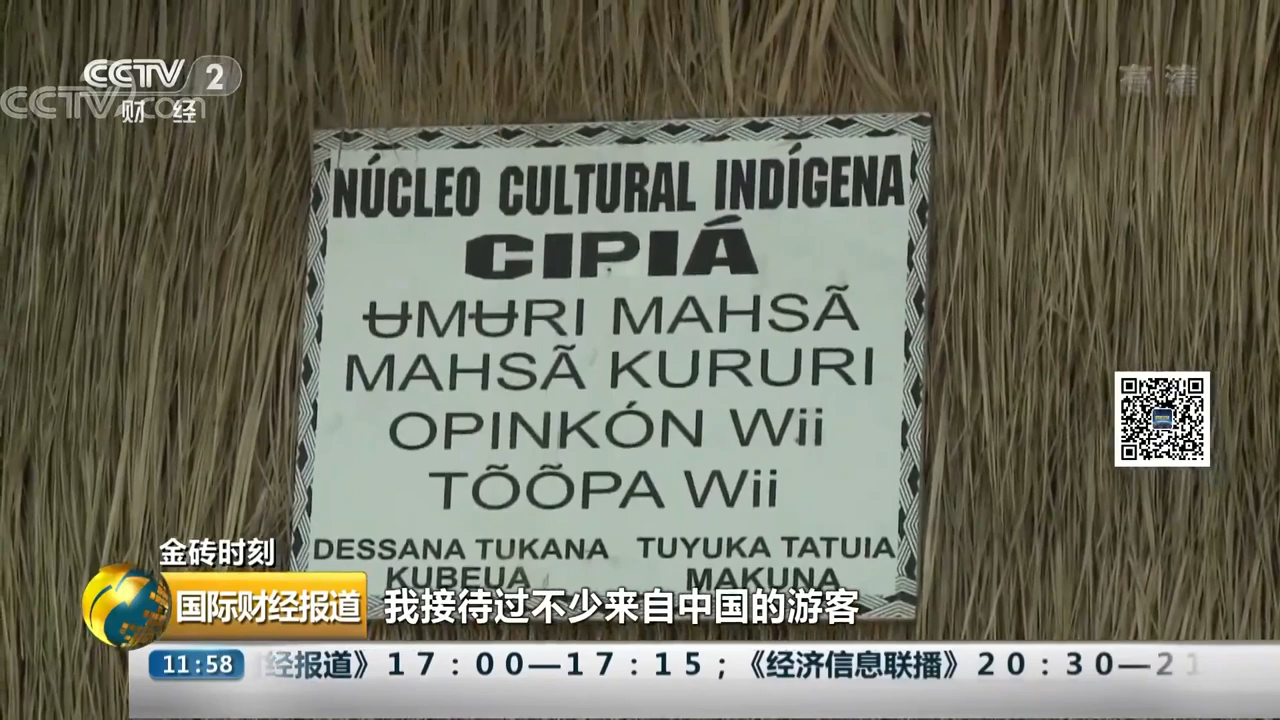 CCTV 2
财经
CCTV.com
高清
NÚCLEO CULTURAL INDÍGENA
CIPIÁ
ɄMɄRI MAHSÃ
MAHSÃ KURURI
OPINKÓN Wii
TÕÕPA Wii
DESSANA TUKANA TUYUKA TATUIA
KUBEUA MAKUNA
金砖时刻
国际财经报道
我接待过不少来自中国的游客
11:58 经报道》17:00—17:15;《经济信息联播》20:30—21